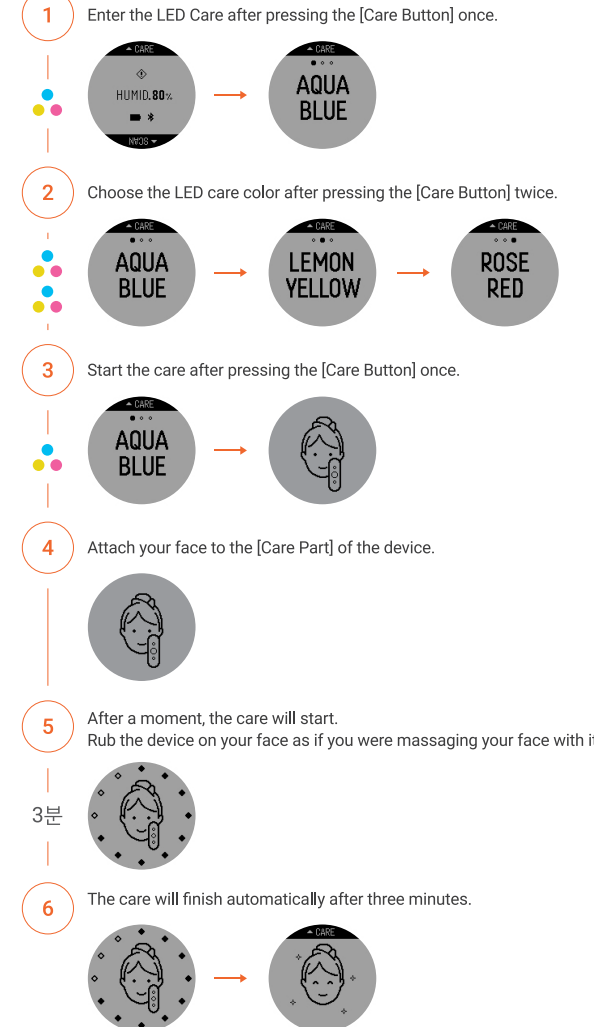 1
Enter the LED Care after pressing the [Care Button] once.
CARE
HUMID.80%
SCAN
CARE
AQUA
BLUE
2
Choose the LED care color after pressing the [Care Button] twice.
CARE
AQUA
BLUE
CARE
LEMON
YELLOW
CARE
ROSE
RED
3
Start the care after pressing the [Care Button] once.
CARE
AQUA
BLUE
4
Attach your face to the [Care Part] of the device.
5
After a moment, the care will start.
Rub the device on your face as if you were massaging your face with it
3분
6
The care will finish automatically after three minutes.
CARE